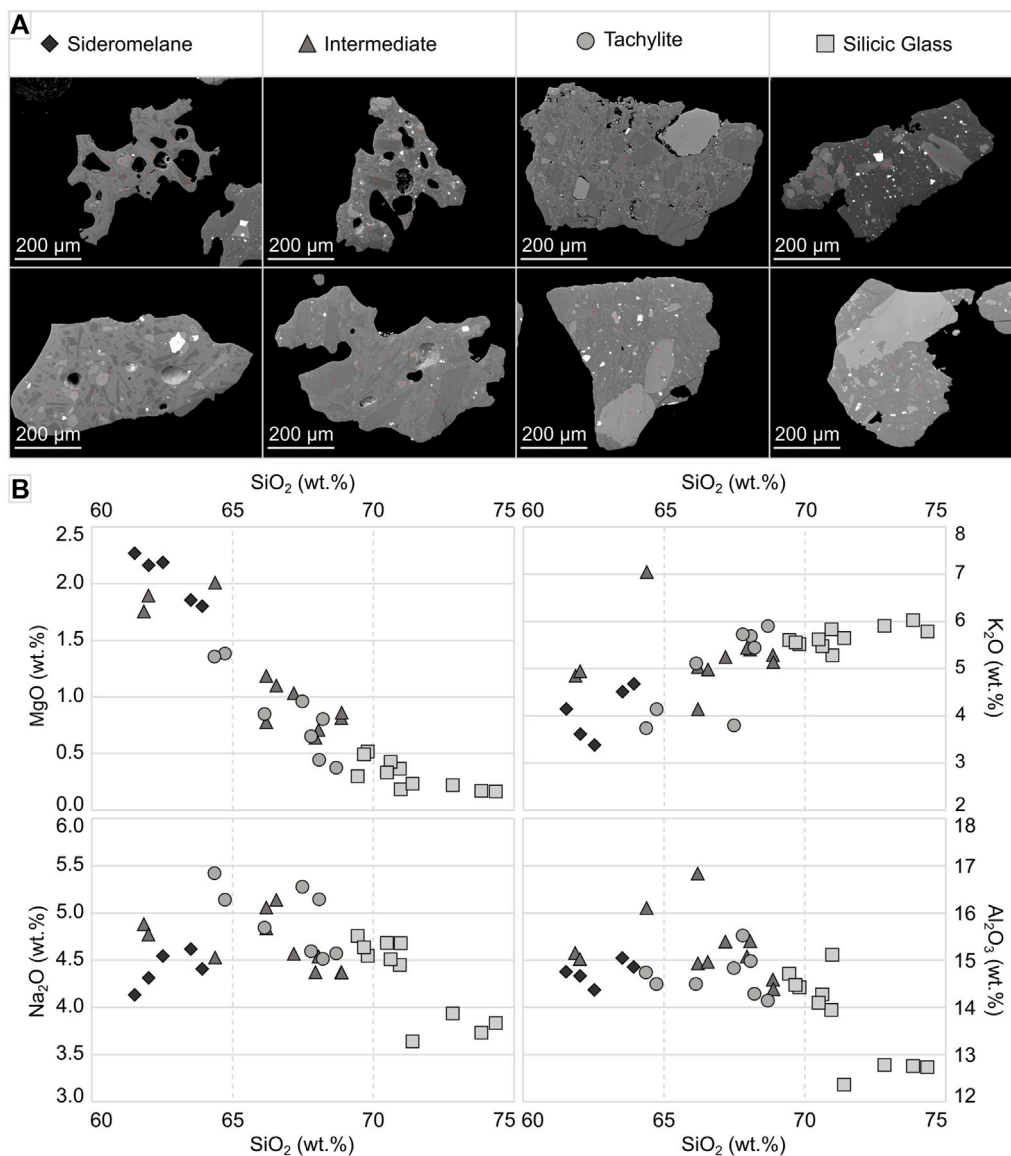 A
Sideromelane Intermediate Tachylite Silicic Glass
200 µm 200 µm 200 µm 200 µm
200 µm 200 µm 200 µm 200 µm
B
SiO2 (wt.%) SiO2 (wt.%)
60 65 70 75 60 65 70 75
2.5 8
2.0 7
1.5 6
MgO (wt.%) K2O (wt.%)
5
1.0 4
0.5 3
0.0 2
6.0 18
5.5 17
5.0 16
Na2O (wt.%) Al2O3 (wt.%)
4.5 15
4.0 14
3.5 13
3.0 12
60 65 70 75 60 65 70 75
SiO2 (wt.%) SiO2 (wt.%)